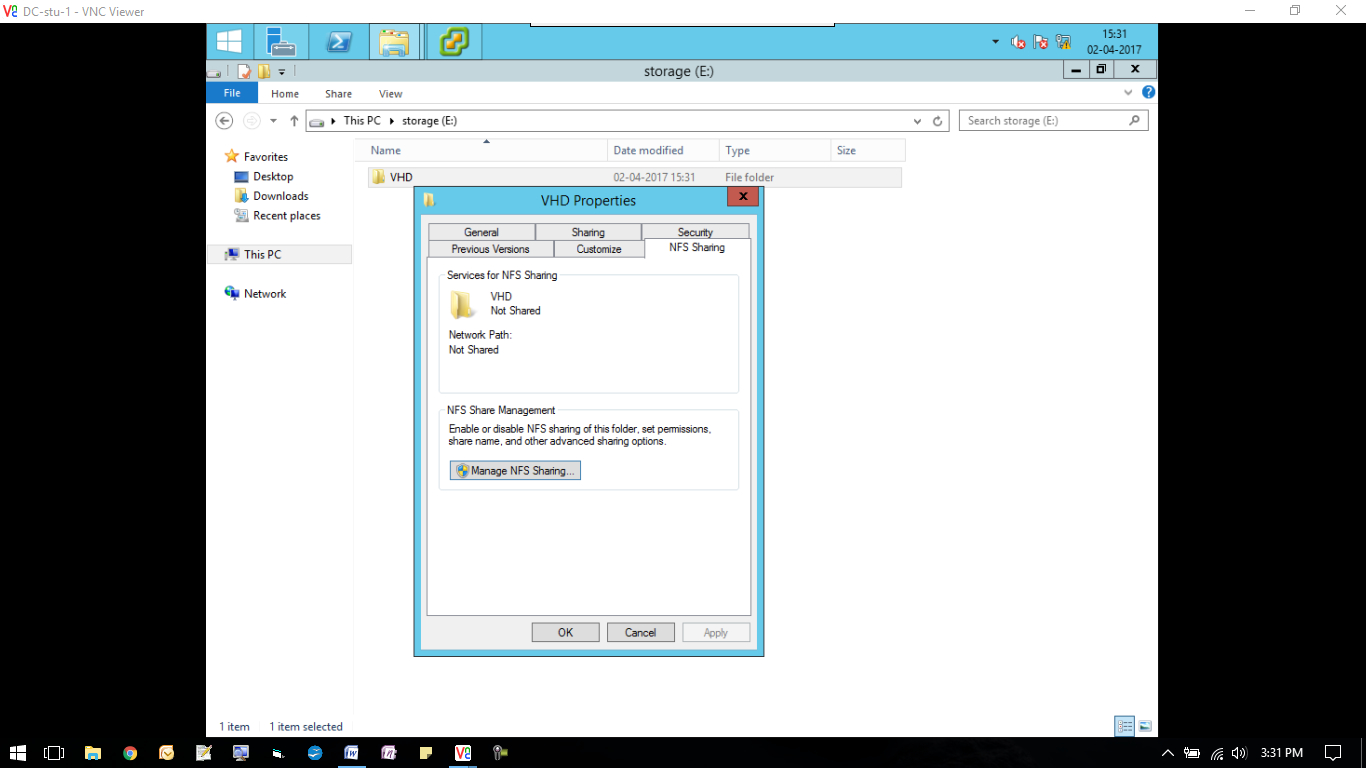 DC-stu-1 - VNC Viewer
15:31
02-04-2017
storage (E:)
File Home Share View
This PC storage (E:)
Search storage (E:)
Name Date modified Type Size
Favorites
Desktop
Downloads
Recent places
This PC
Network
VHD 02-04-2017 15:31 File folder
VHD Properties
General Sharing Security
Previous Versions Customize NFS Sharing
Services for NFS Sharing
VHD
Not Shared
Network Path:
Not Shared
NFS Share Management
Enable or disable NFS sharing of this folder, set permissions,
share name, and other advanced sharing options.
Manage NFS Sharing...
OK Cancel Apply
1 item 1 item selected
3:31 PM